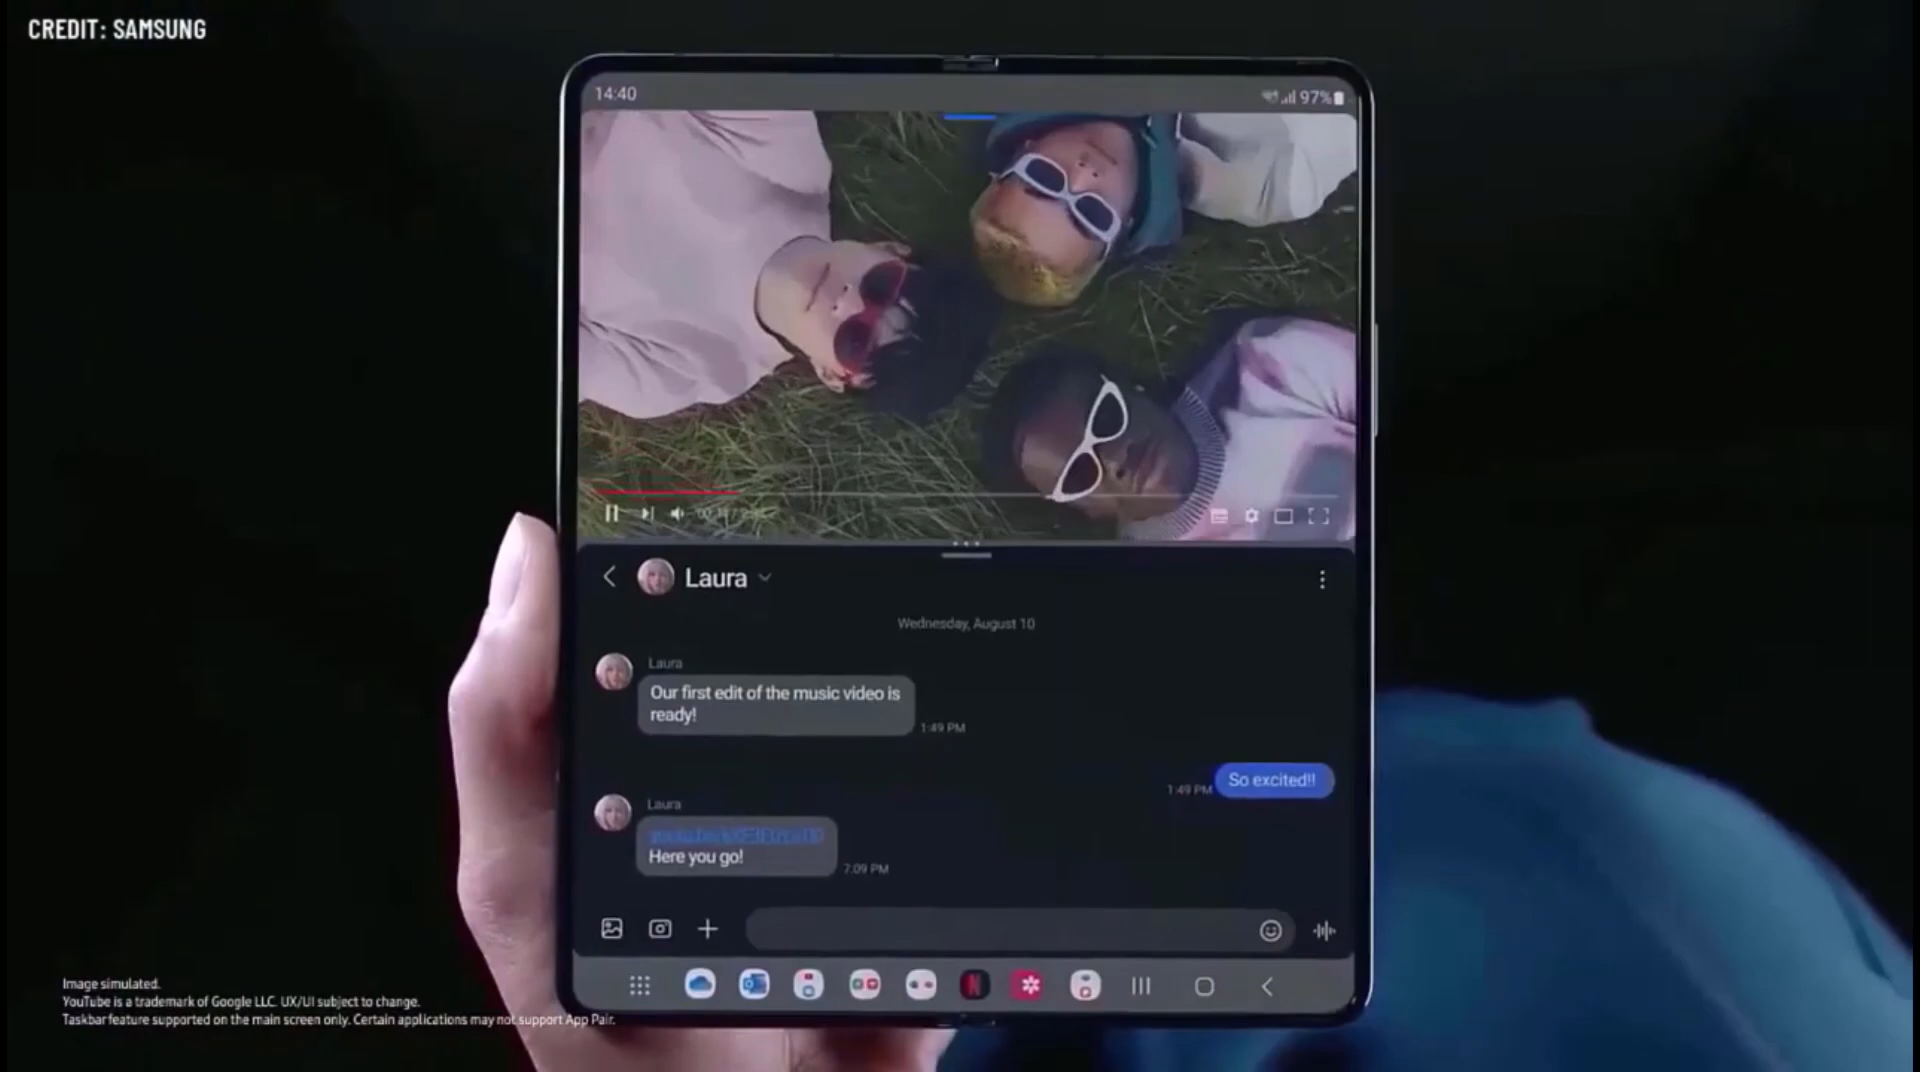 CREDIT: SAMSUNG
14:40
97%
Laura
Wednesday, August 10
Laura
Our first edit of the music video is
ready!
1:49 PM
So excited!!
1:49 PM
Laura
Here you go!
7:09 PM
Image simulated.
YouTube is a trademark of Google LLC. UX/UI subject to change.
Taskbar feature supported on the main screen only. Certain applications may not support App Pair.